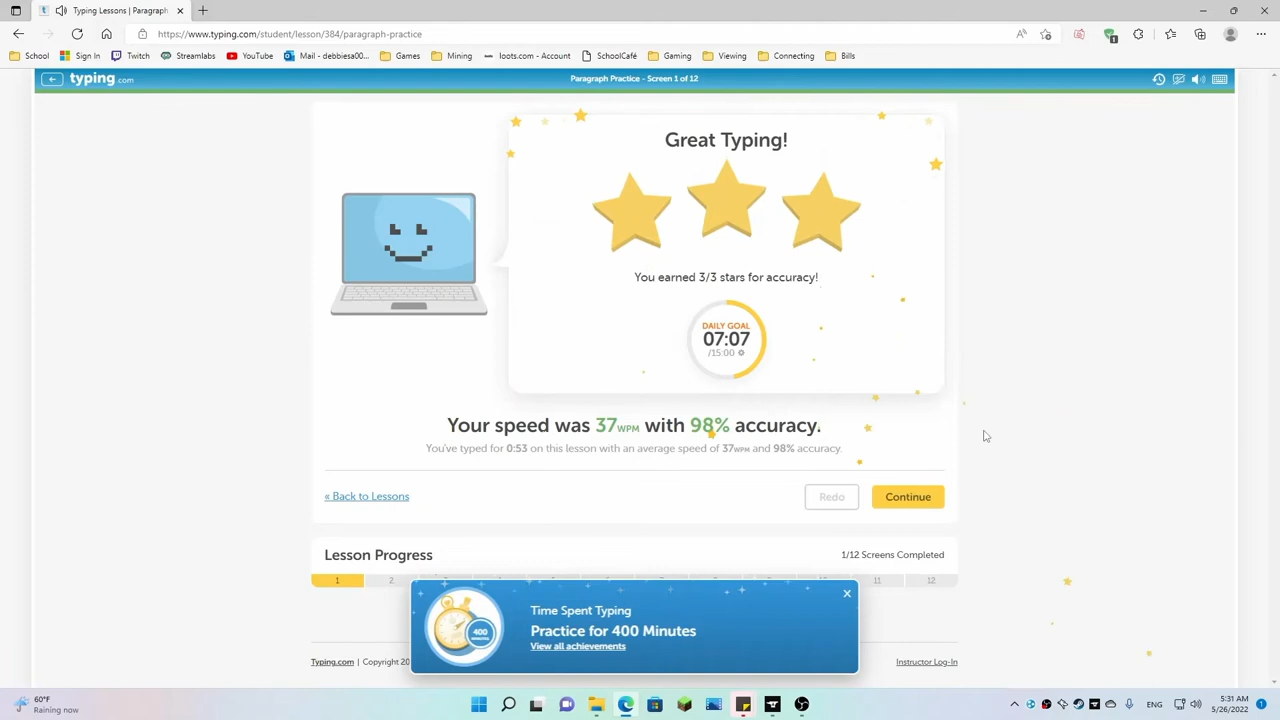 Typing Lessons | Paragraph
https://www.typing.com/student/lesson/384/paragraph-practice
School
Sign In
Twitch
Streamlabs
YouTube
Mail - debbiesa00...
Games
Mining
loots.com - Account
SchoolCafé
Gaming
Viewing
Connecting
Bills
typing.com
Paragraph Practice - Screen 1 of 12
Great Typing!
You earned 3/3 stars for accuracy!
DAILY GOAL
07:07
/15:00
Your speed was 37WPM with 98% accuracy.
You've typed for 0:53 on this lesson with an average speed of 37WPM and 98% accuracy.
« Back to Lessons
Redo
Continue
Lesson Progress
1/12 Screens Completed
1
2
11
12
Time Spent Typing
400
MINUTES
Practice for 400 Minutes
View all achievements
Typing.com | Copyright 20
Instructor Log-In
60°F
Raining now
ENG
5:31 AM
5/26/2022